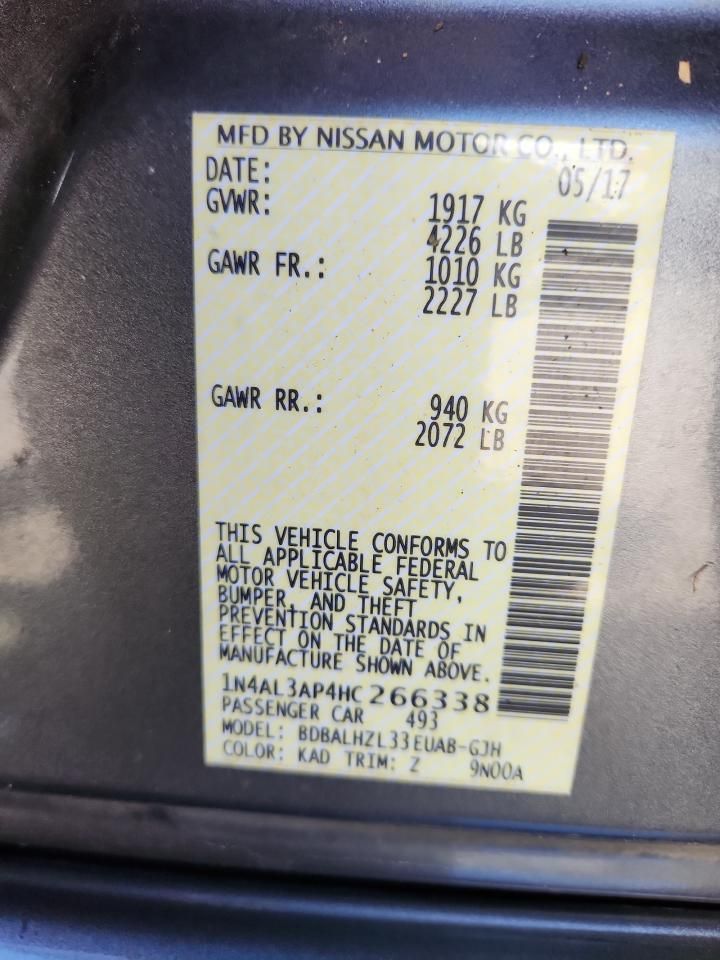 MFD BY NISSAN MOTOR CO., LTD.
DATE: 05/17
GVWR: 1917 KG
4226 LB
GAWR FR.: 1010 KG
2227 LB
GAWR RR.: 940 KG
2072 LB
THIS VEHICLE CONFORMS TO
ALL APPLICABLE FEDERAL
MOTOR VEHICLE SAFETY,
BUMPER, AND THEFT
PREVENTION STANDARDS IN
EFFECT ON THE DATE OF
MANUFACTURE SHOWN ABOVE.
1N4AL3AP4HC266338
PASSENGER CAR 493
MODEL: BDBALHZL33EUAB-GJH
COLOR: KAD TRIM: Z 9N00A